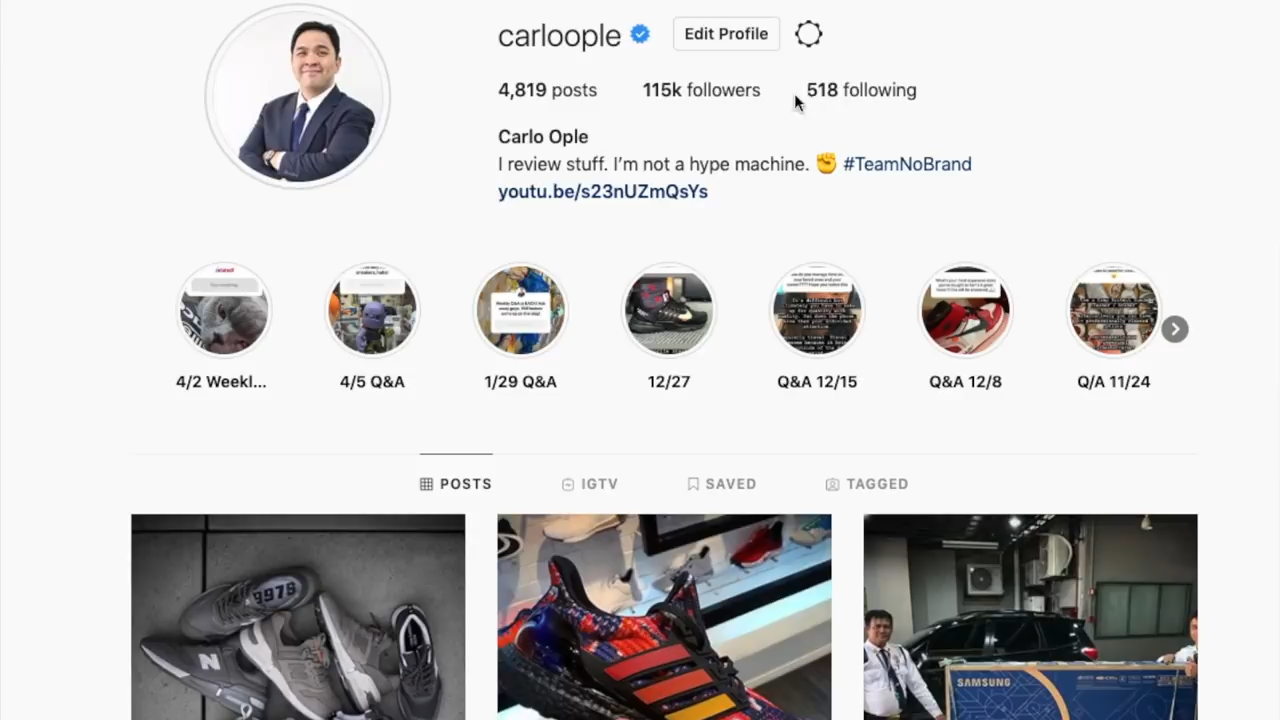 carloople
Edit Profile
4,819 posts
115k followers
518 following
Carlo Ople
I review stuff. I'm not a hype machine. ✊ #TeamNoBrand
youtu.be/s23nUZmQsYs
4/2 Weekl...
4/5 Q&A
1/29 Q&A
12/27
Q&A 12/15
Q&A 12/8
Q/A 11/24
POSTS
IGTV
SAVED
TAGGED
N
SAMSUNG